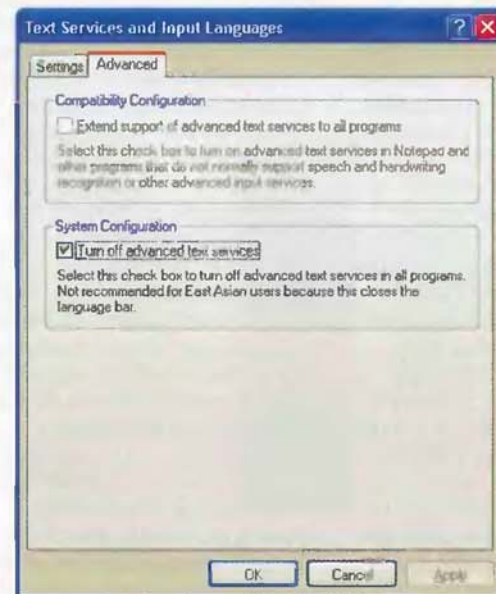 Text Services and Input Languages
Settings
Advanced
Compatibility Configuration
Extend support of advanced text services to all programs
Select this check box to turn on advanced text services in Notepad and
other programs that do not normally support speech and handwriting
recognition or other advanced input services.
System Configuration
Turn off advanced text services
Select this check box to turn off advanced text services in all programs.
Not recommended for East Asian users because this closes the
language bar.
OK
Cancel
Apply